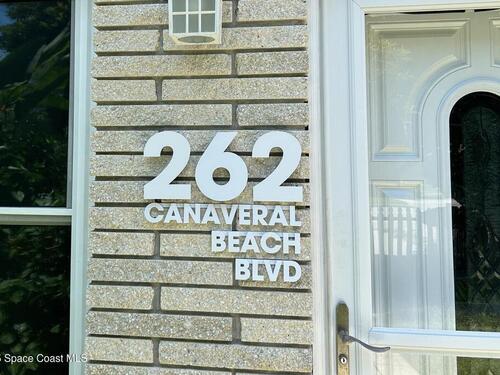 262
CANAVERAL
BEACH
BLVD
Space Coast MLS